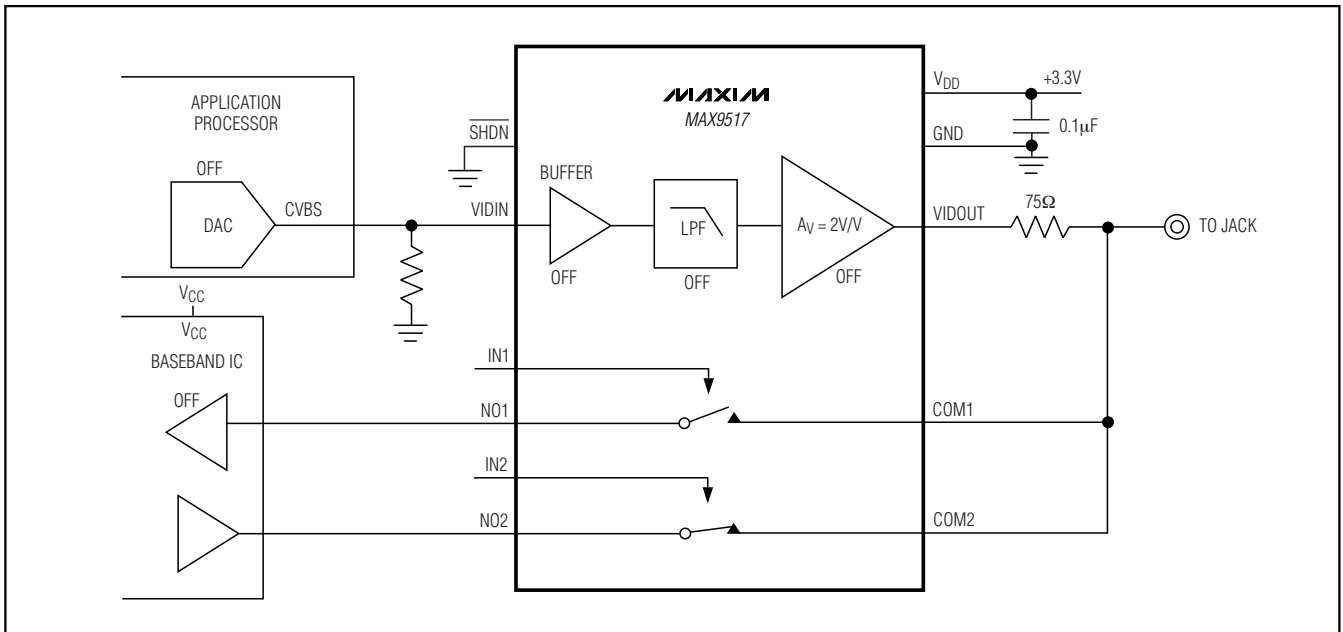 APPLICATION
PROCESSOR
OFF
DAC
CVBS
VCC
VCC
BASEBAND IC
OFF
MAXIM
MAX9517
SHDN
BUFFER
VIDIN
OFF
LPF
OFF
AV = 2V/V
OFF
IN1
NO1
IN2
NO2
VDD
+3.3V
0.1µF
GND
75Ω
VIDOUT
TO JACK
COM1
COM2